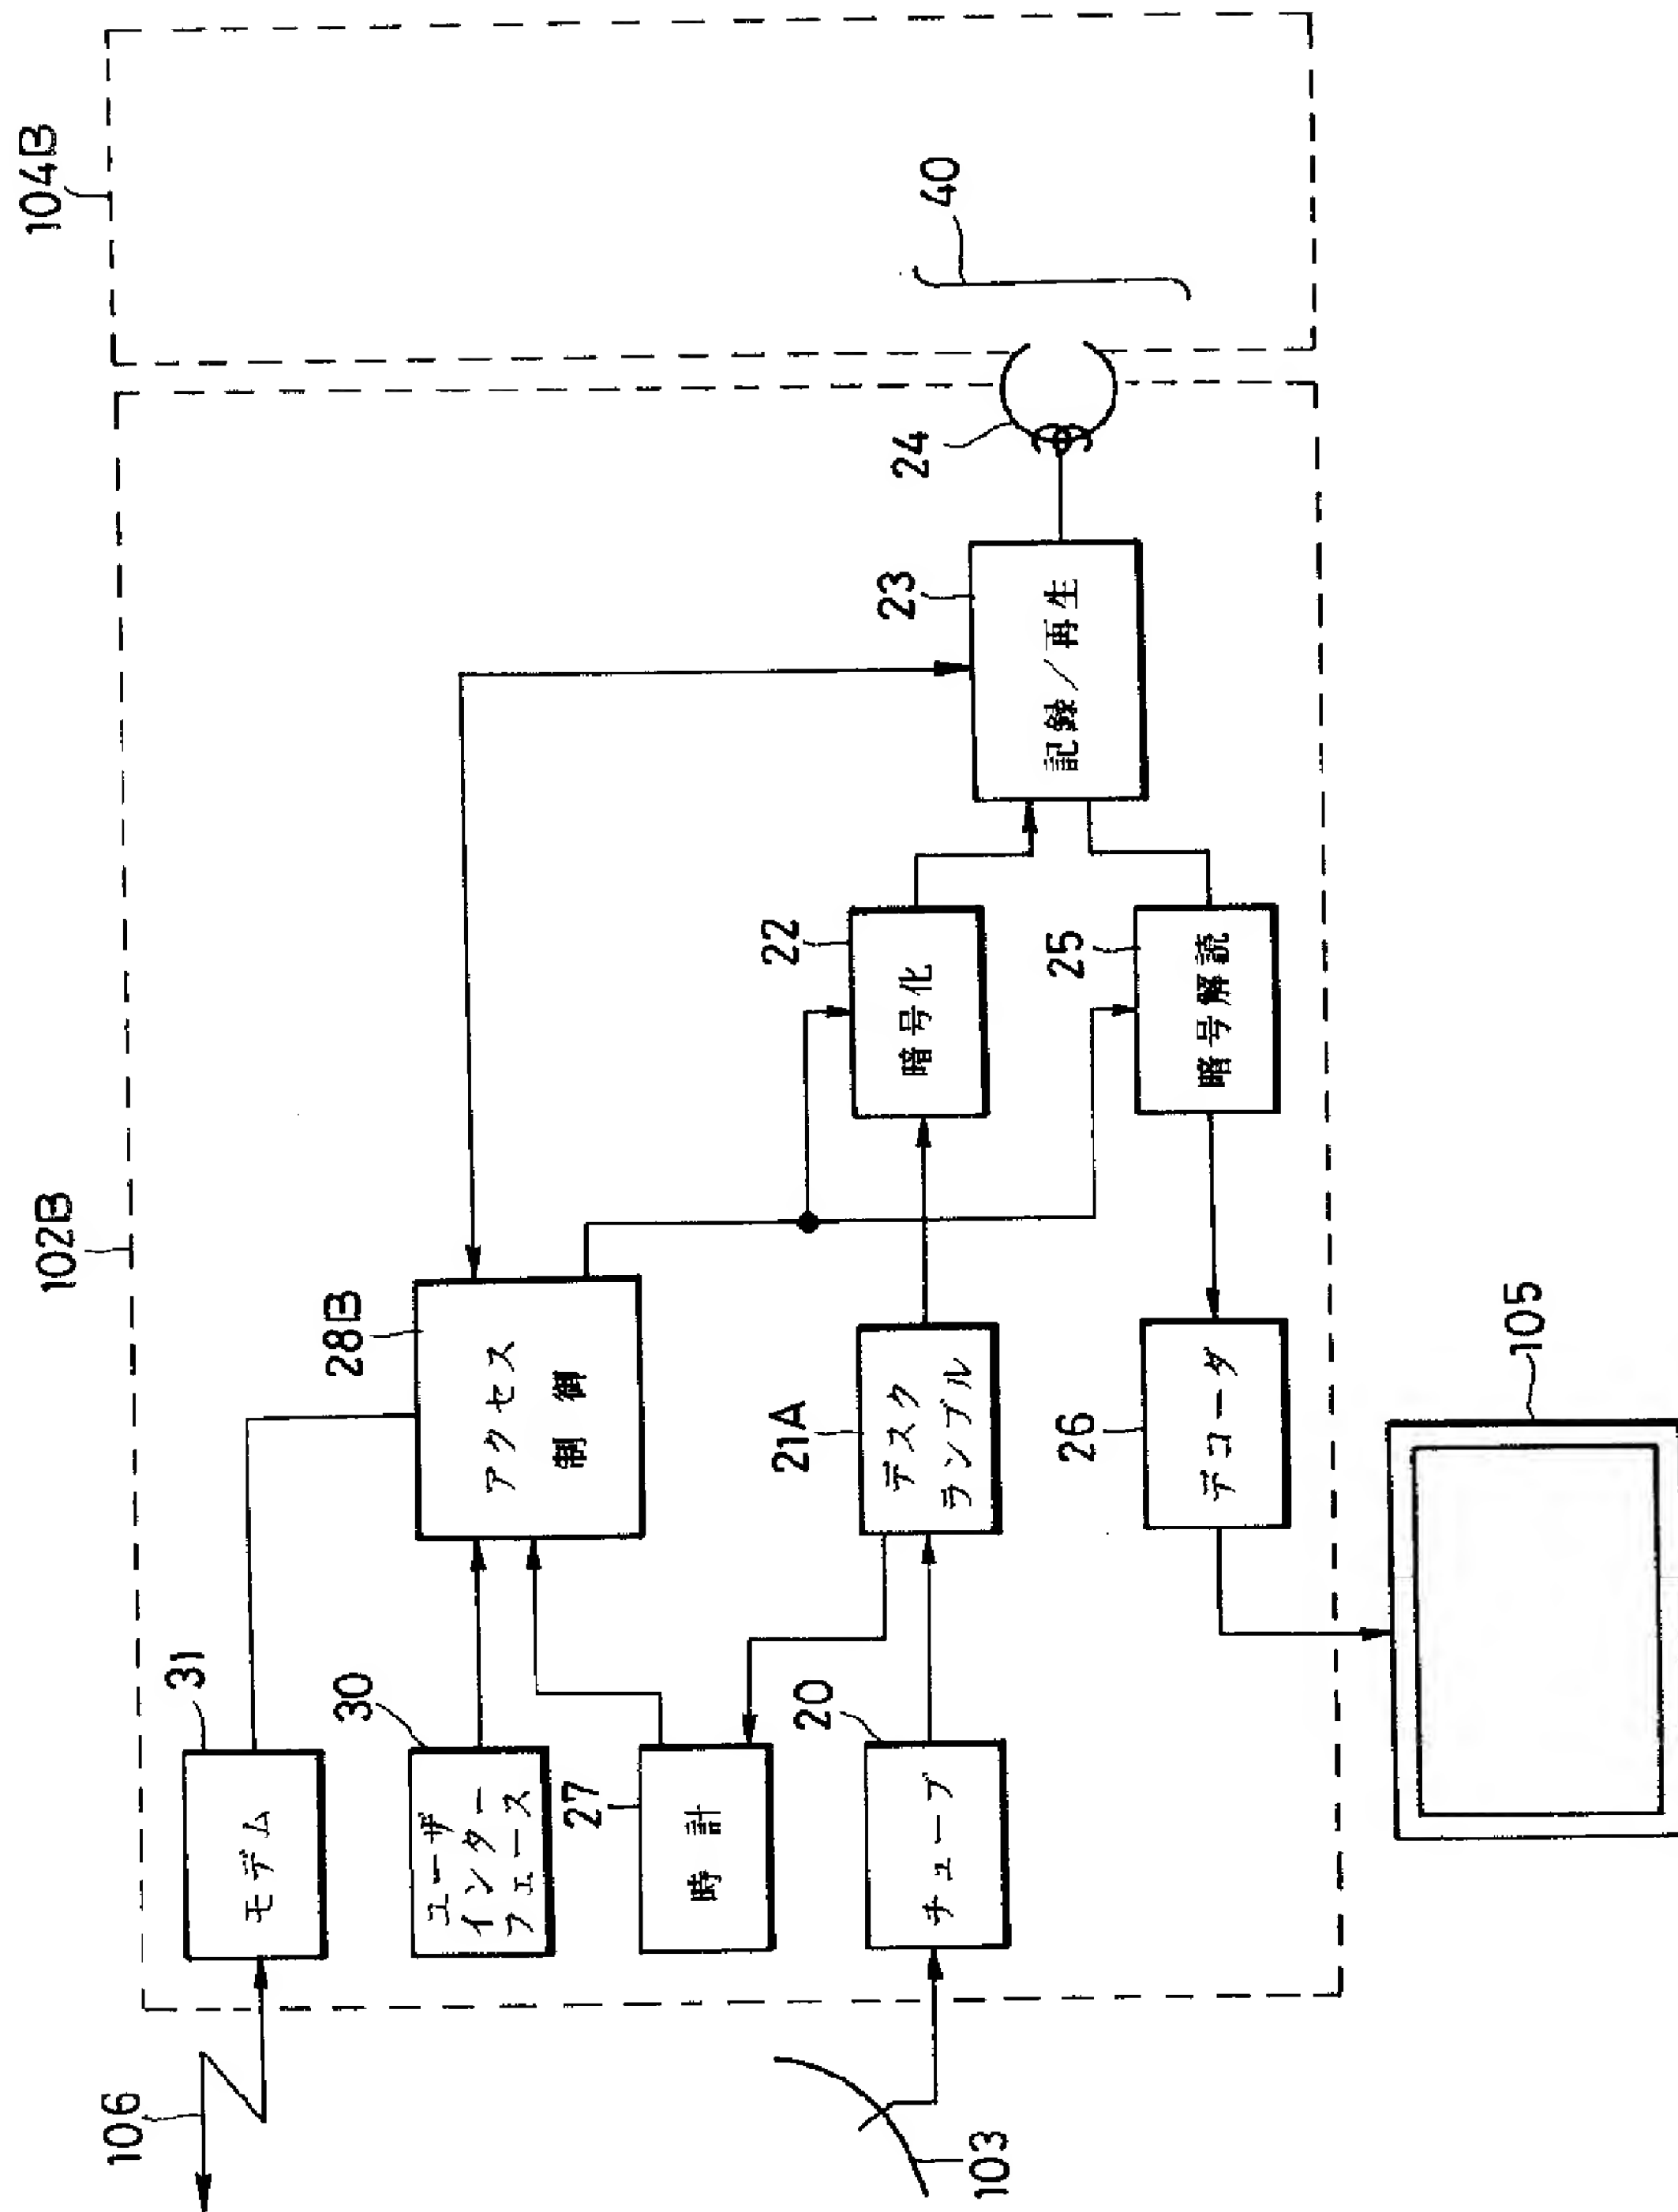 106
103
102B
104B
31
モデム
30
ユーザ
インター
フェース
27
時計
20
チューブ
28B
アクセス
制御
21A
デスク
ランブル
22
暗号化
25
暗号解読
26
デコーダ
23
記録/再生
24
40
105